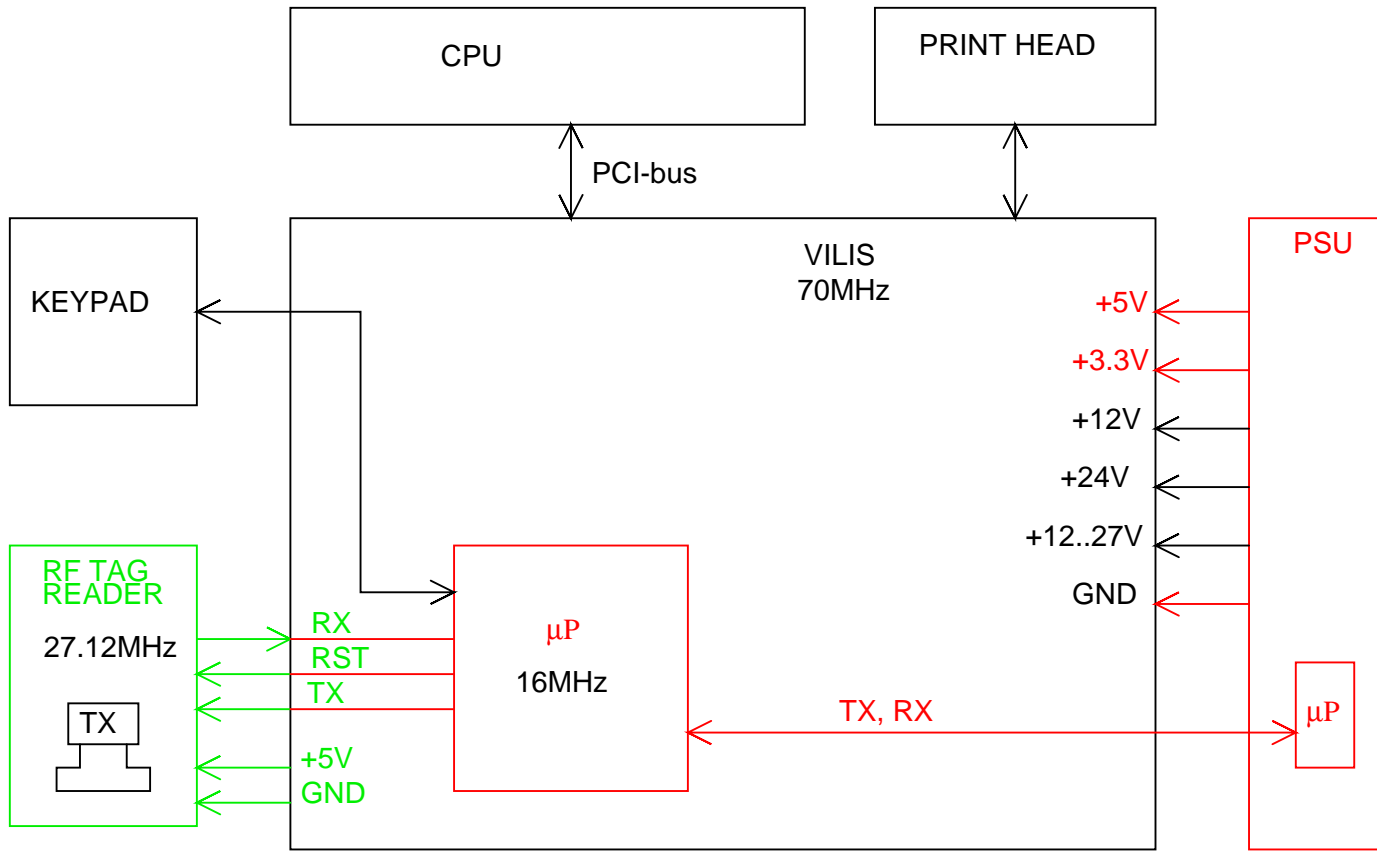 CPU
PRINT HEAD
PCI-bus
KEYPAD
VILIS
70MHz
PSU
+5V
+3.3V
+12V
+24V
+12..27V
GND
RF TAG
READER
27.12MHz
TX
RX
RST
TX
+5V
GND
μP
16MHz
TX, RX
μP